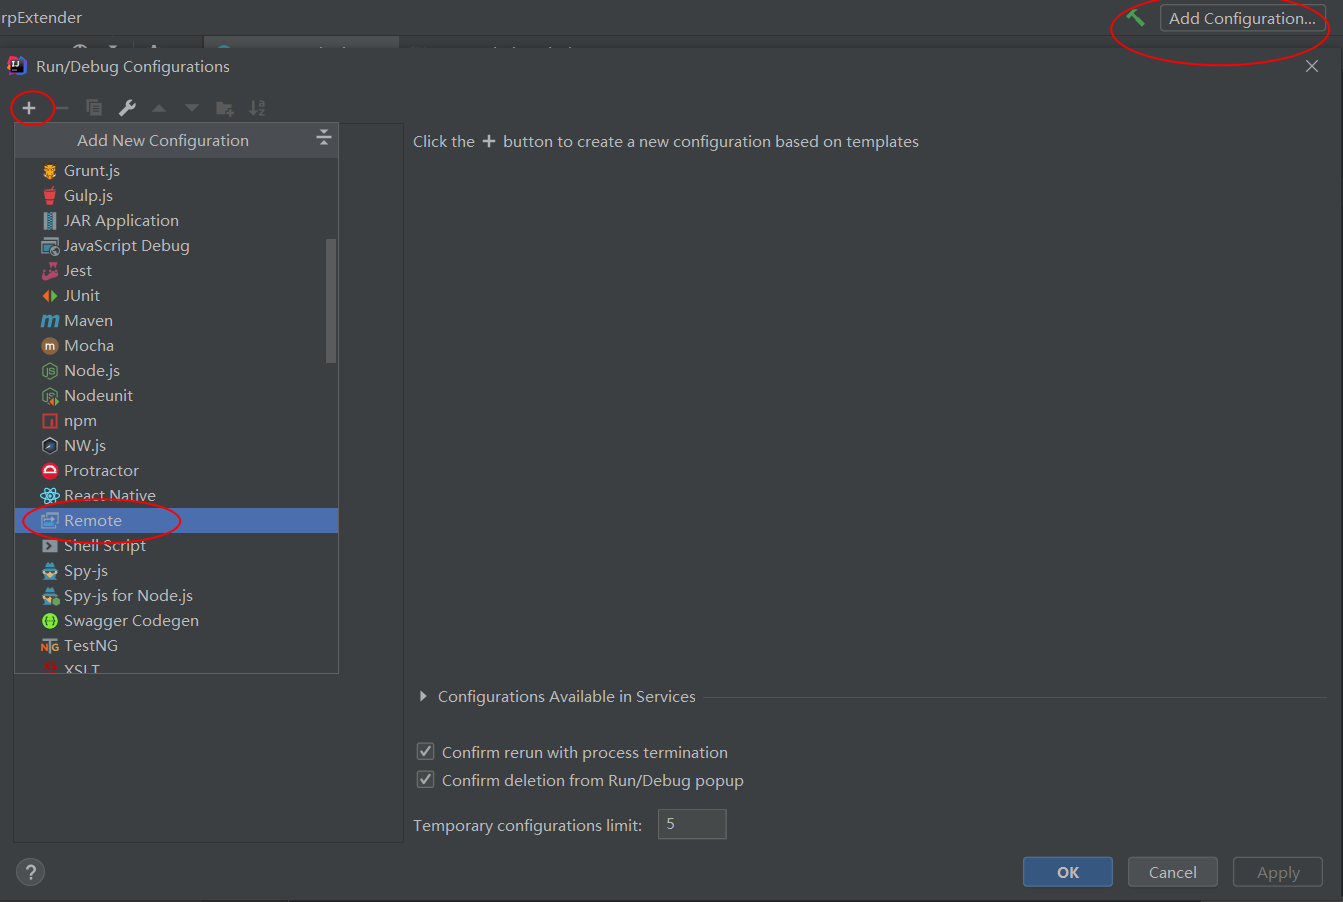 rpExtender
Add Configuration...
Run/Debug Configurations
Add New Configuration
Click the + button to create a new configuration based on templates
Grunt.js
Gulp.js
JAR Application
JavaScript Debug
Jest
JUnit
Maven
Mocha
Node.js
Nodeunit
npm
NW.js
Protractor
React Native
Remote
Shell Script
Spy-js
Spy-js for Node.js
Swagger Codegen
TestNG
XSLT
Configurations Available in Services
Confirm rerun with process termination
Confirm deletion from Run/Debug popup
Temporary configurations limit: 5
?
OK
Cancel
Apply